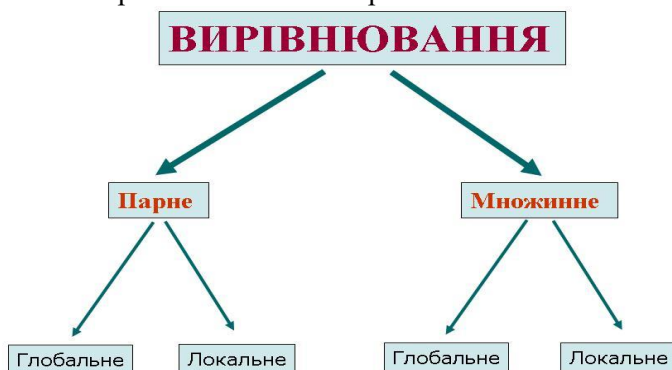 ВИРІВНЮВАННЯ
Парне
Множинне
Глобальне
Локальне
Глобальне
Локальне